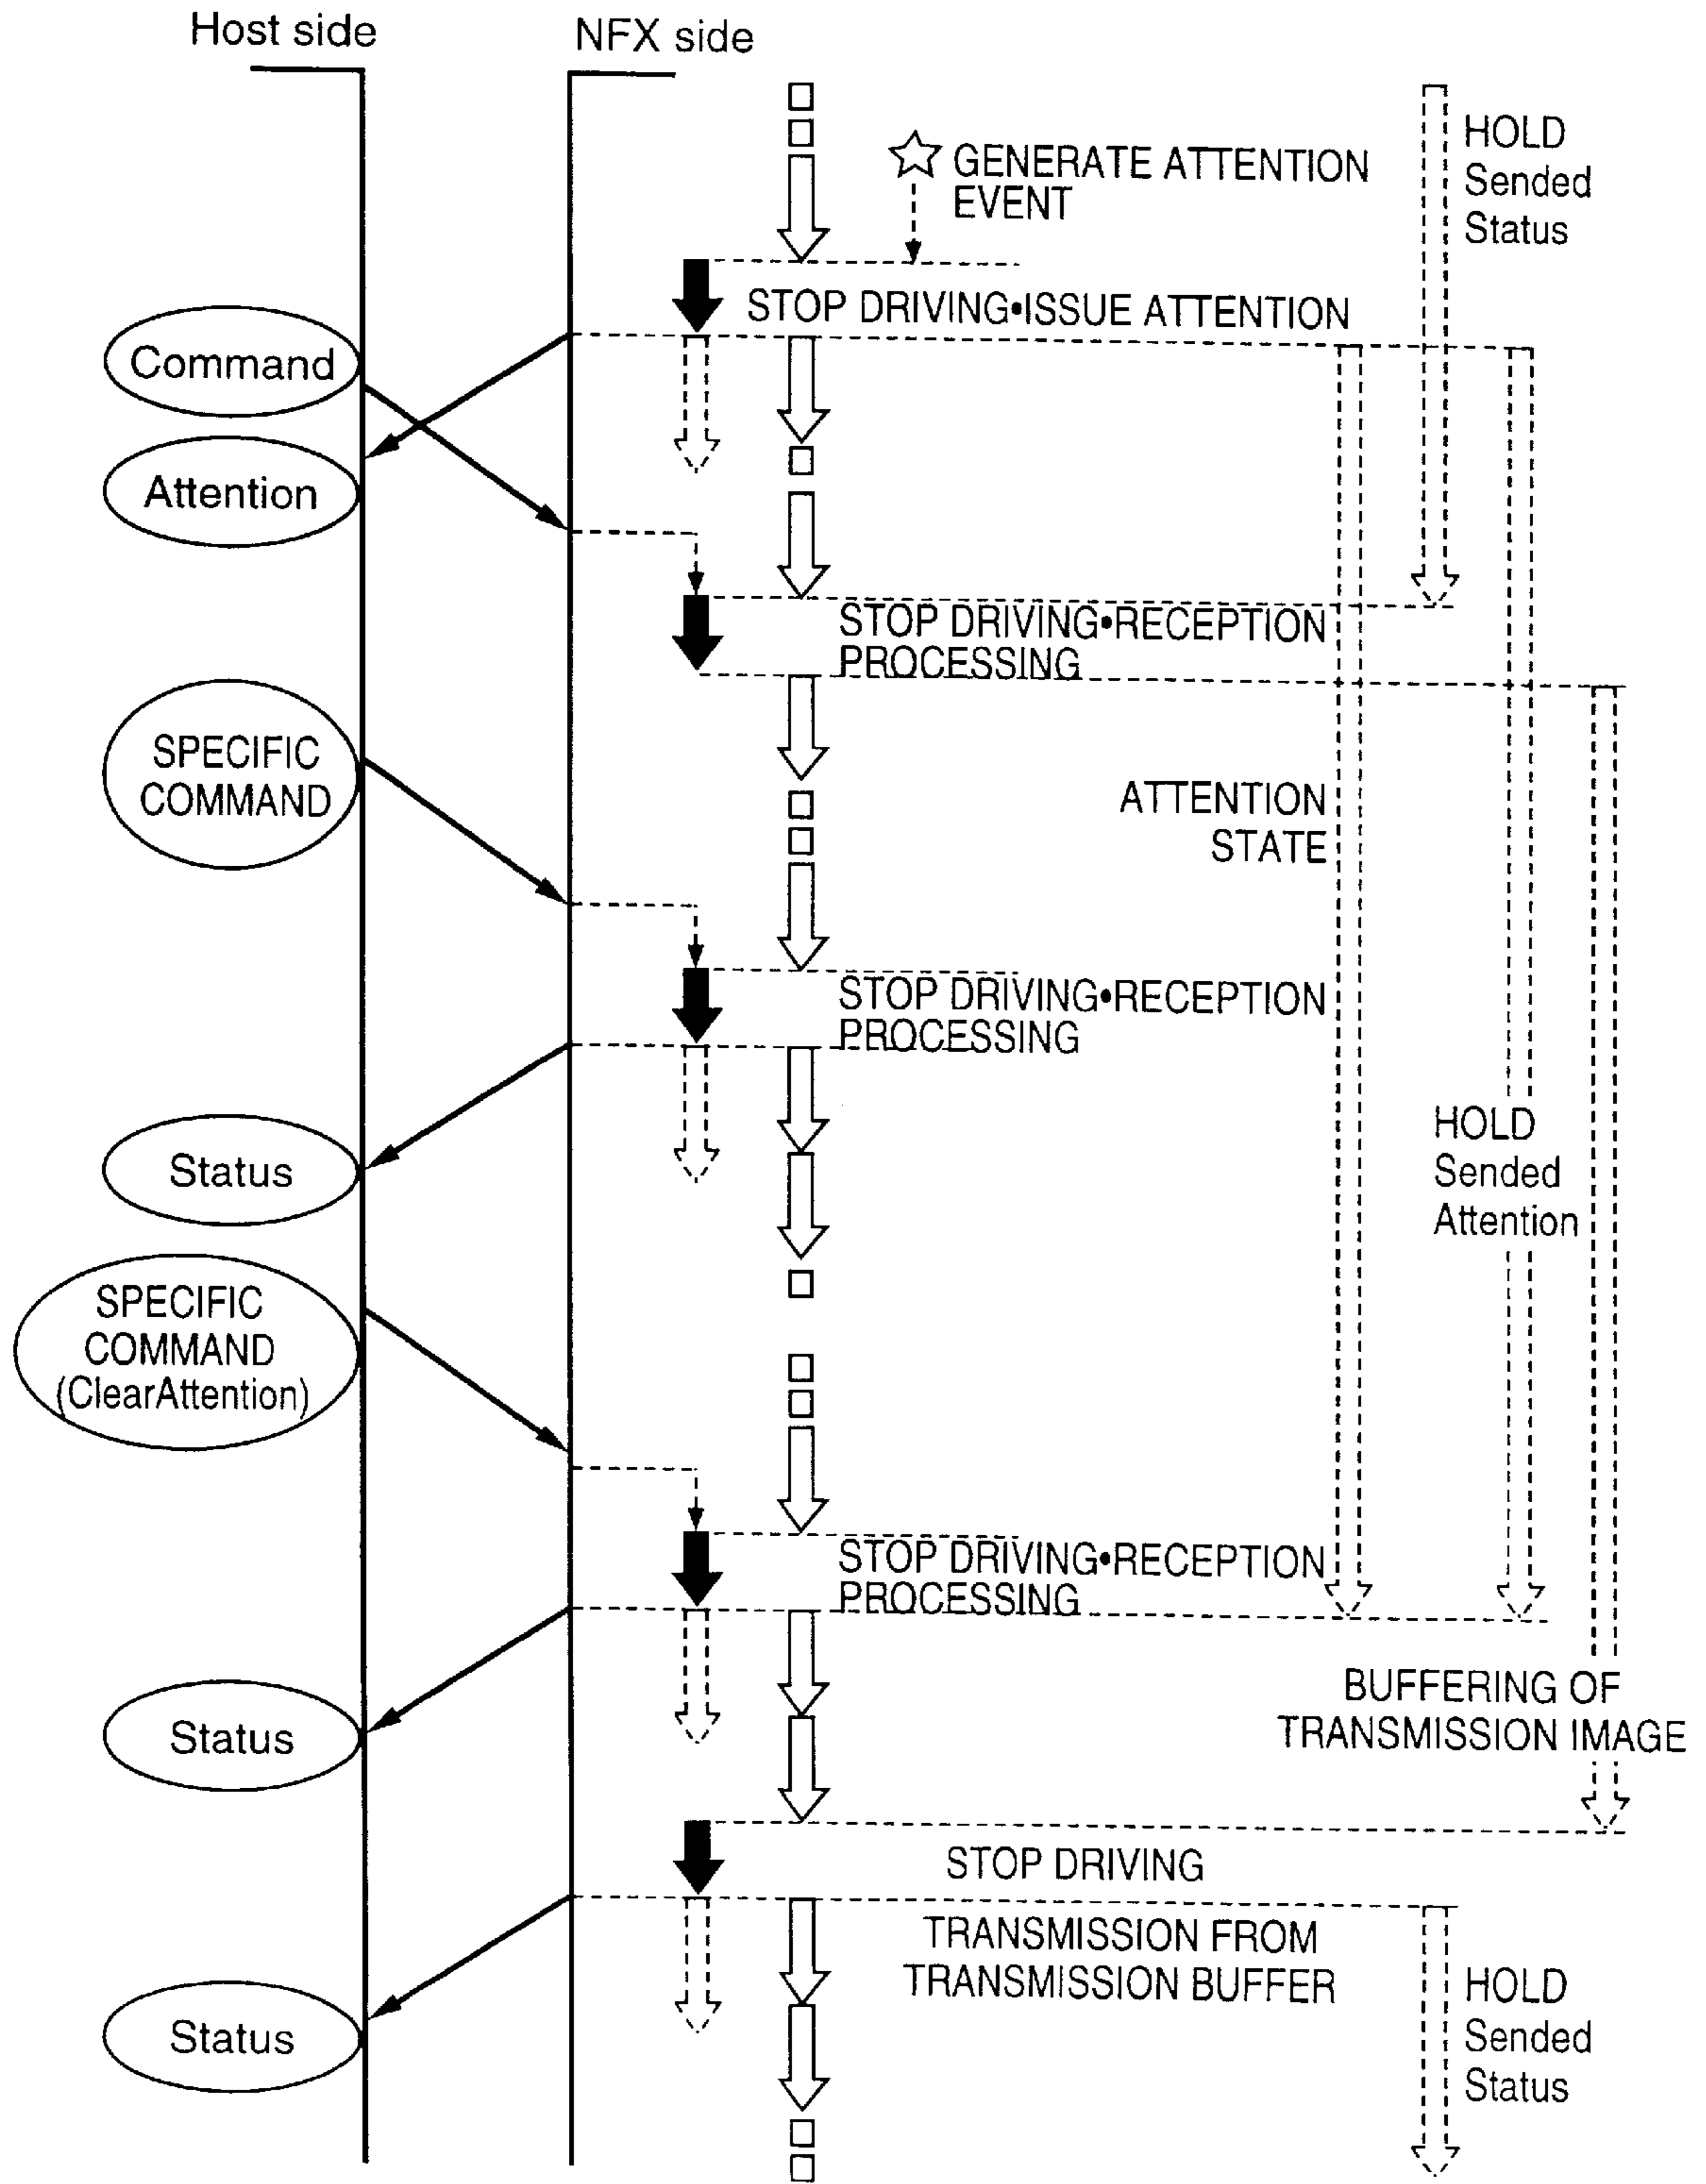 Host side
NFX side
HOLD
Sended
Status
GENERATE ATTENTION
EVENT
STOP DRIVING•ISSUE ATTENTION
Command
Attention
STOP DRIVING•RECEPTION
PROCESSING
SPECIFIC
COMMAND
ATTENTION
STATE
STOP DRIVING•RECEPTION
PROCESSING
HOLD
Sended
Attention
Status
SPECIFIC
COMMAND
(ClearAttention)
STOP DRIVING•RECEPTION
PROCESSING
BUFFERING OF
TRANSMISSION IMAGE
Status
STOP DRIVING
TRANSMISSION FROM
TRANSMISSION BUFFER
HOLD
Sended
Status
Status